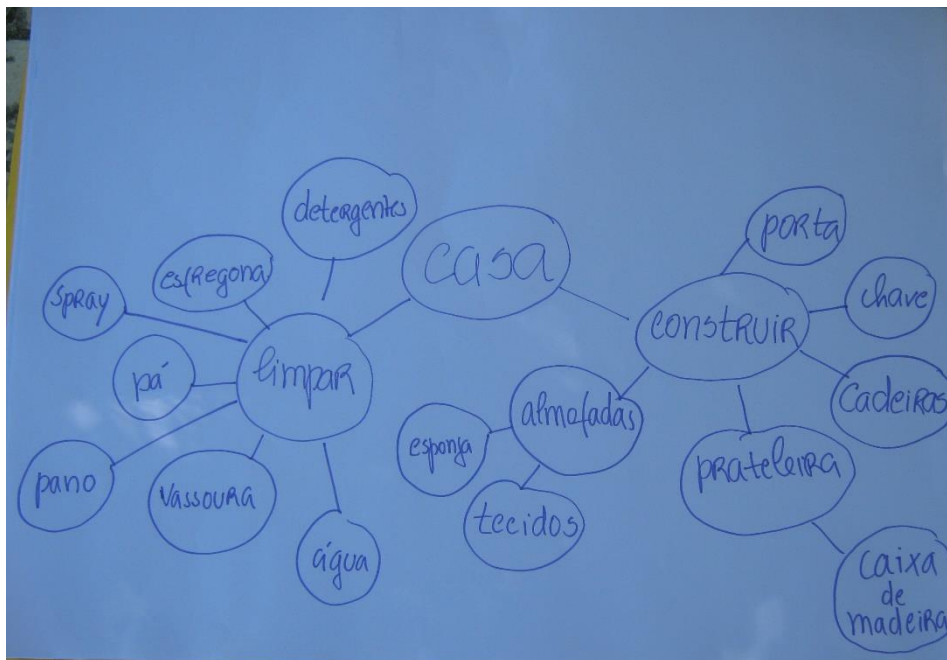 detergentes
casa
porta
esfregona
spray
chave
construir
limpar
pá
cadeiras
almofadas
esponja
prateleira
pano
vassoura
tecidos
água
caixa
de
madeira